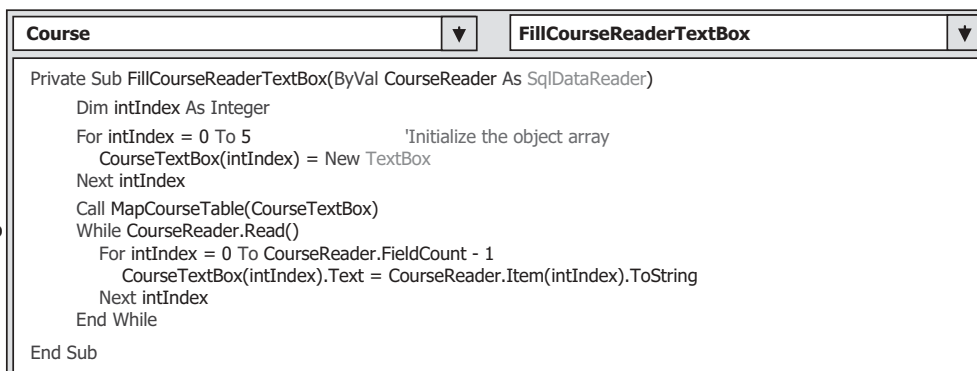 Course FillCourseReaderTextBox
Private Sub FillCourseReaderTextBox(ByVal CourseReader As SqlDataReader)
Dim intIndex As Integer
For intIndex = 0 To 5 'Initialize the object array
CourseTextBox(intIndex) = New TextBox
Next intIndex
Call MapCourseTable(CourseTextBox)
While CourseReader.Read()
For intIndex = 0 To CourseReader.FieldCount - 1
CourseTextBox(intIndex).Text = CourseReader.Item(intIndex).ToString
Next intIndex
End While
End Sub